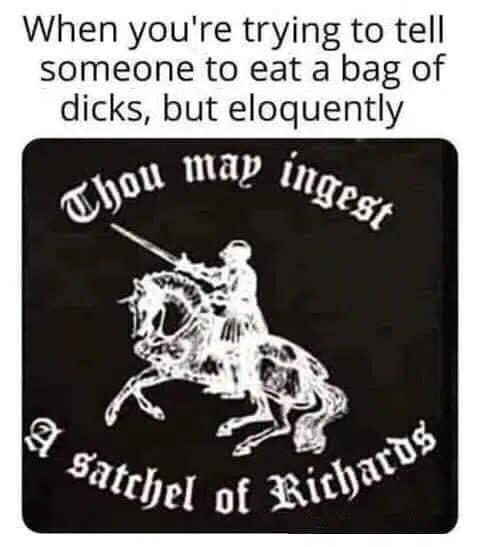 When you're trying to tell
someone to eat a bag of
dicks, but eloquently
Thou may ingest
A satchel of Richards